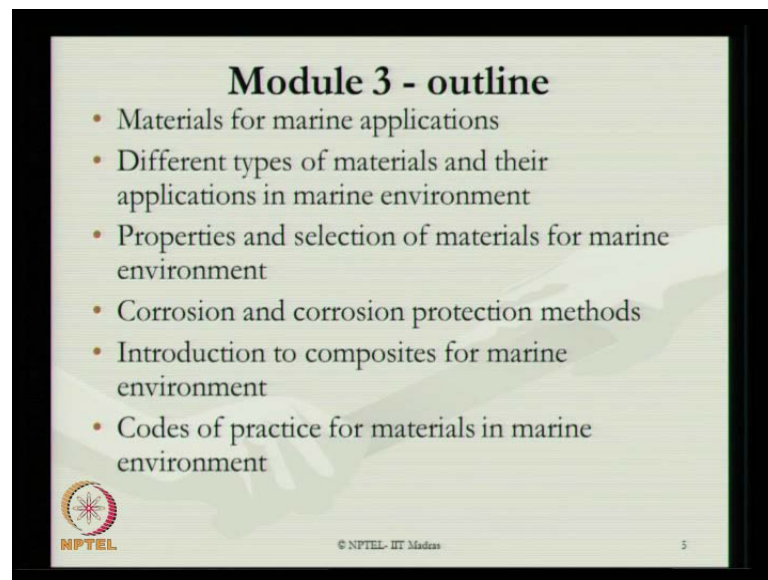 Module 3 - outline
• Materials for marine applications
• Different types of materials and their
applications in marine environment
• Properties and selection of materials for marine
environment
• Corrosion and corrosion protection methods
• Introduction to composites for marine
environment
• Codes of practice for materials in marine
environment
NPTEL
© NPTEL- IIT Madras
5